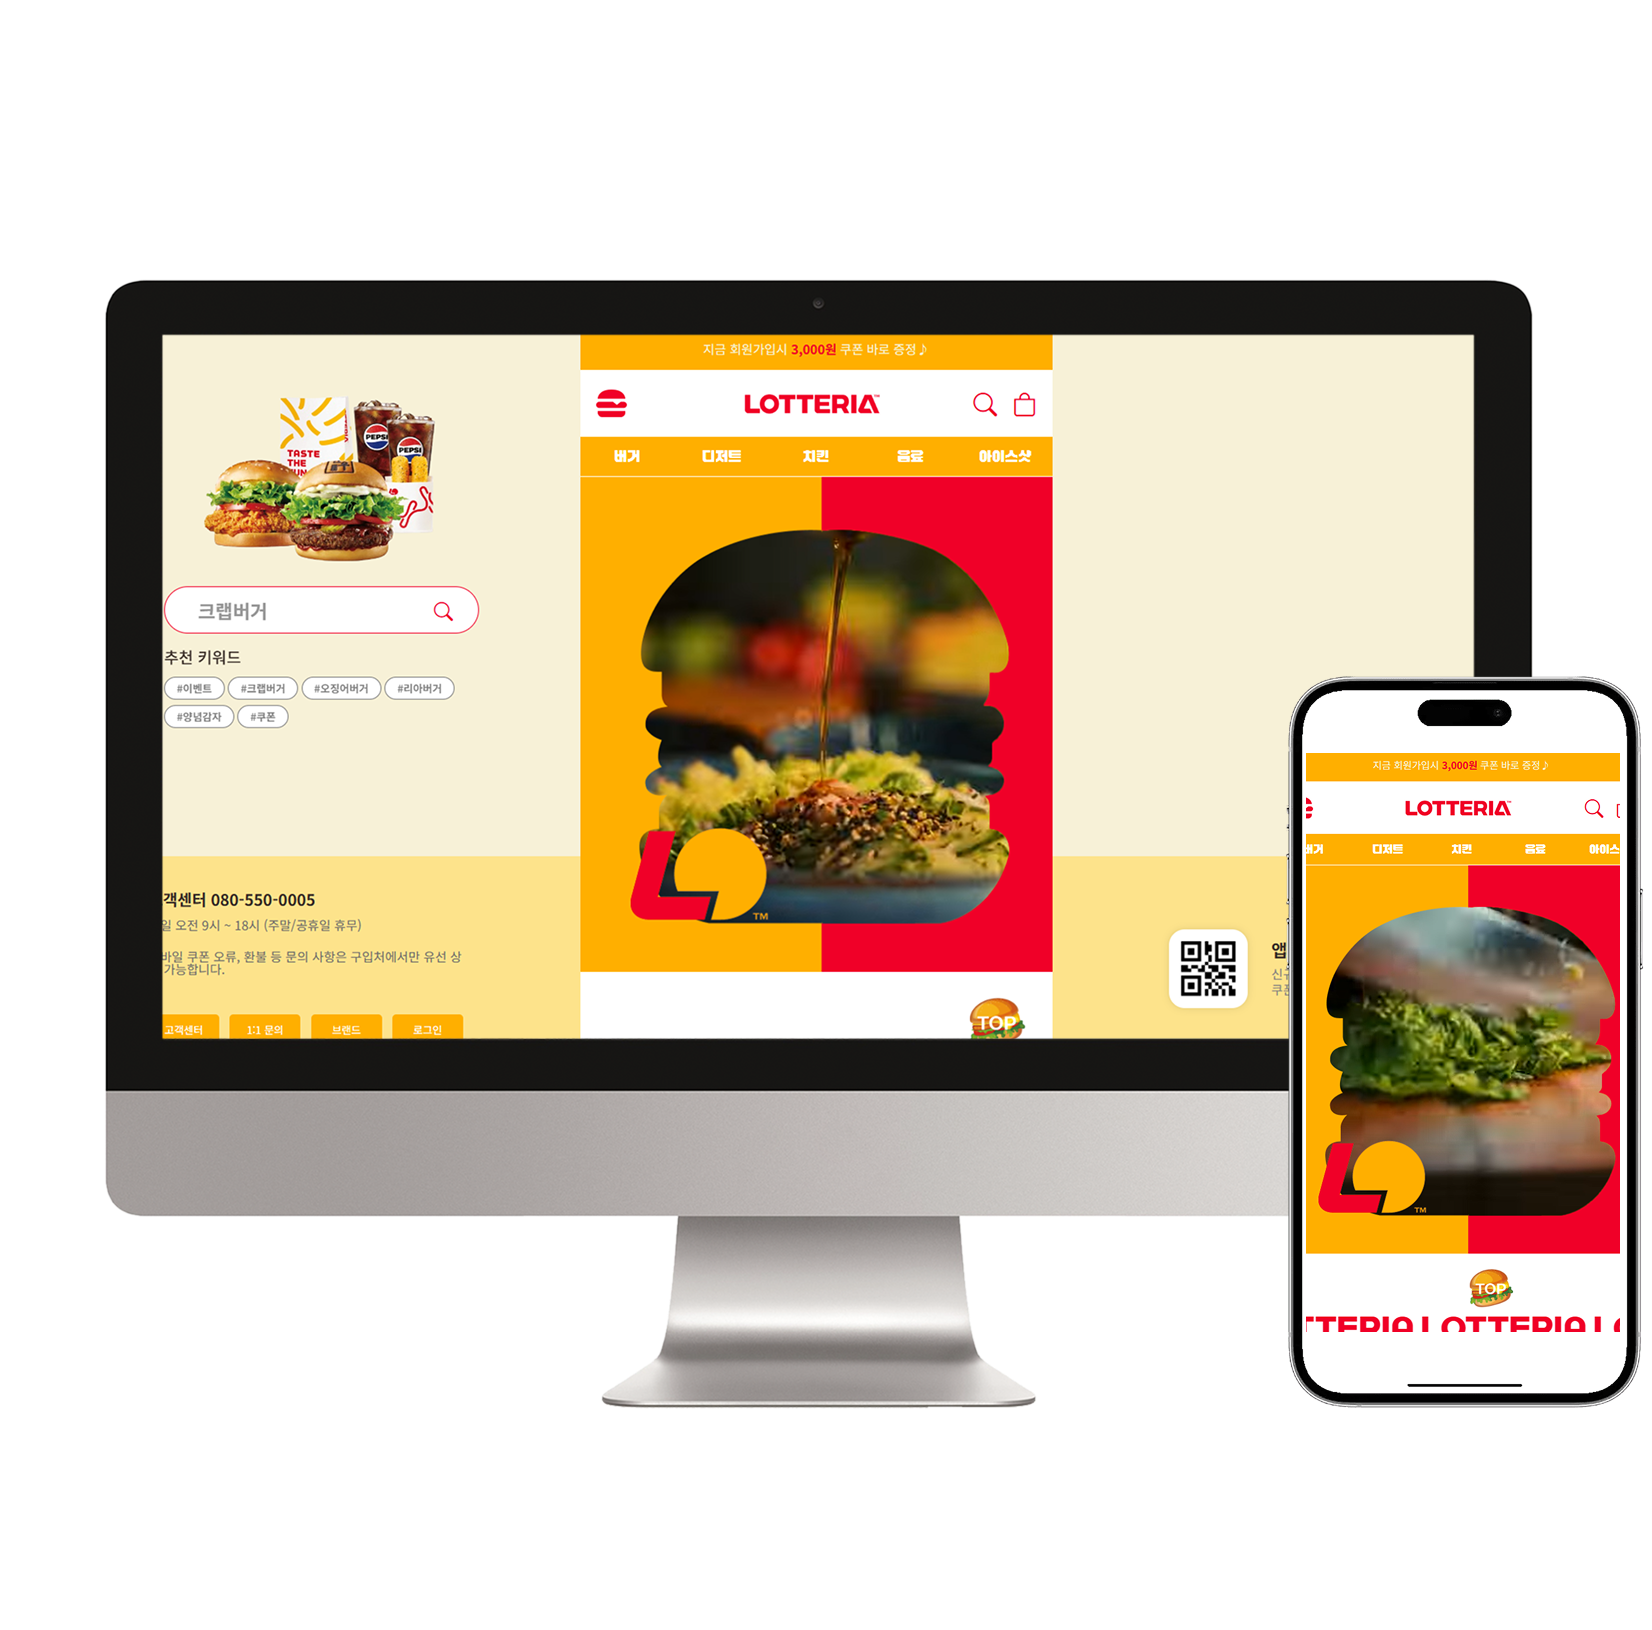 지금 회원가입시 3,000원 쿠폰 바로 증정♪
LOTTERIA™
버거 디저트 치킨 음료 아이스샷
TASTE
THE
PEPSI
PEPSI
크랩버거
추천 키워드
#이벤트 #크랩버거 #오징어버거 #리아버거
#양념감자 #쿠폰
객센터 080-550-0005
일 오전 9시 ~ 18시 (주말/공휴일 휴무)
바일 쿠폰 오류, 환불 등 문의 사항은 구입처에서만 유선 상
가능합니다.
고객센터 1:1 문의 브랜드 로그인
TM
TOP
앱
신규
쿠폰
지금 회원가입시 3,000원 쿠폰 바로 증정♪
LOTTERIA™
버거 디저트 치킨 음료 아이스
TM
TOP
TTERIA LOTTERIA LO